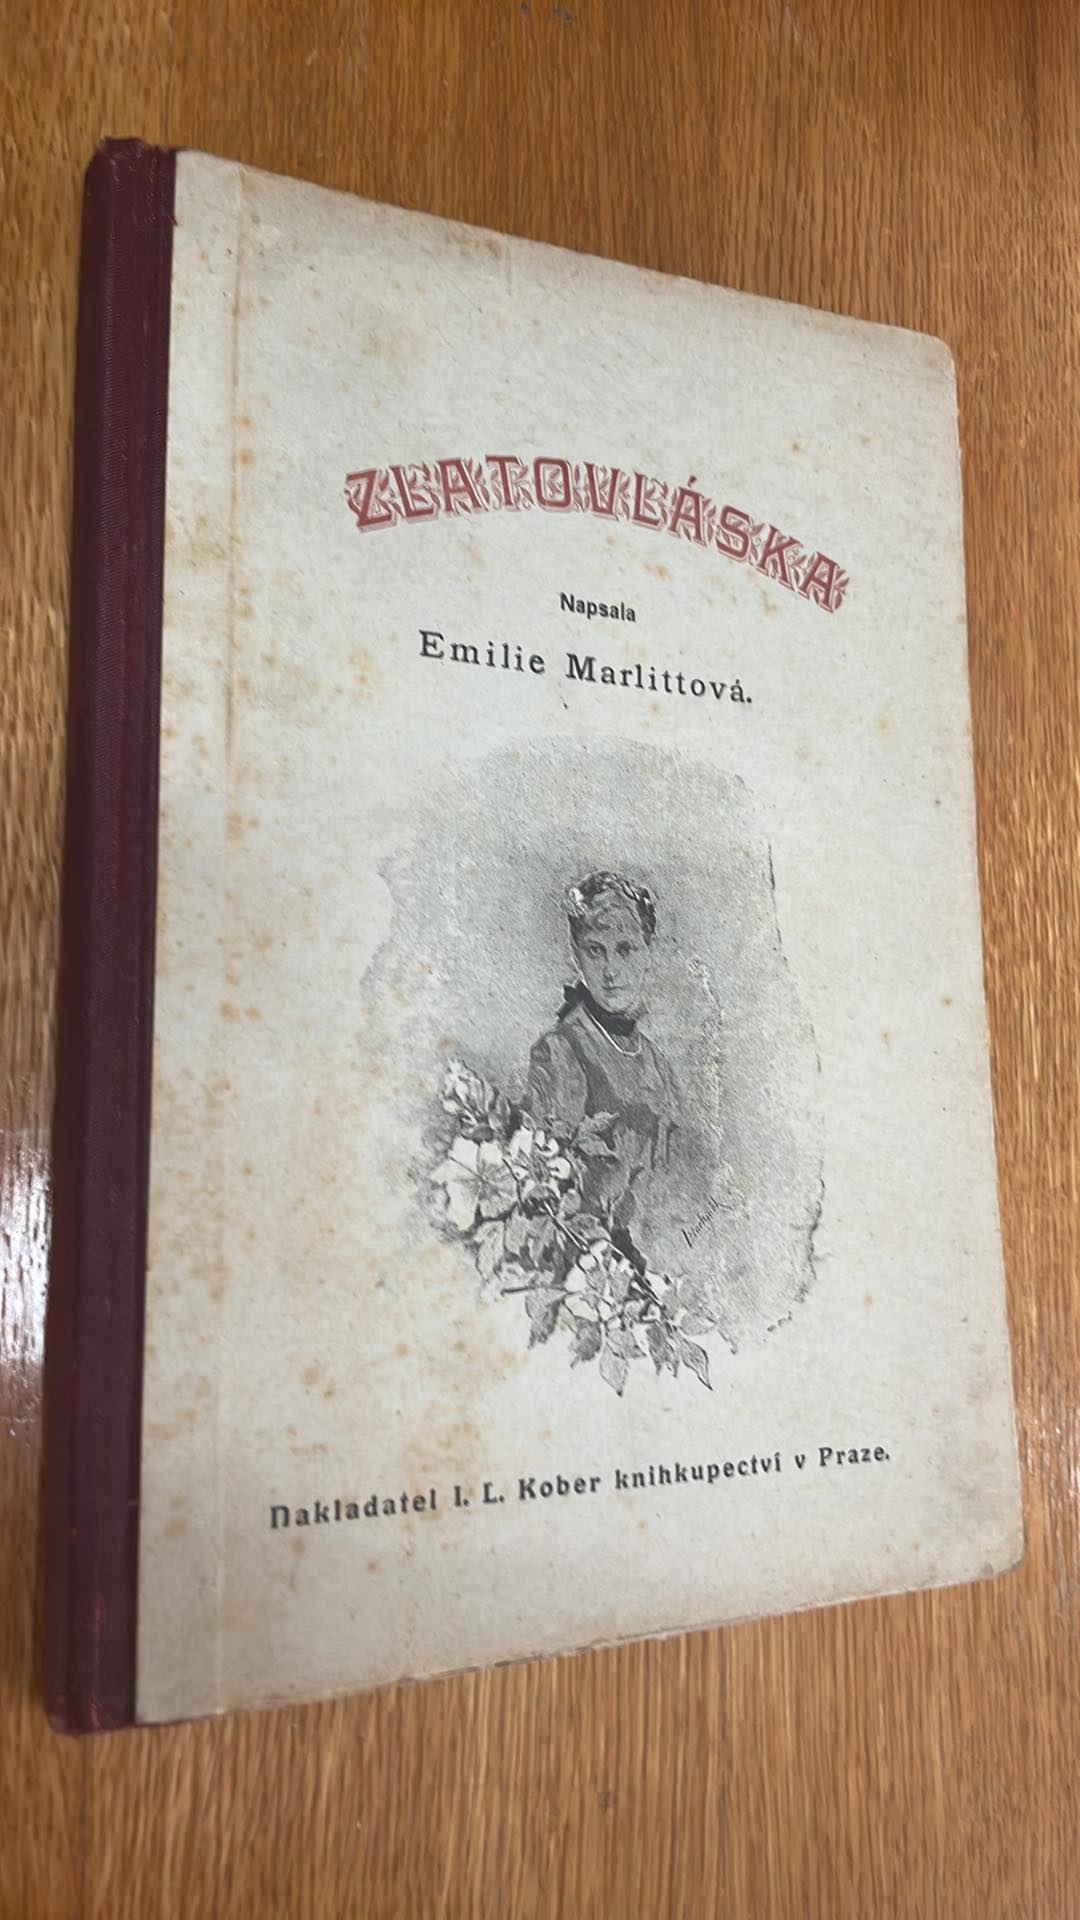 ZLATOVLÁSKA
Napsala
Emilie Marlittová.
Nakladatel I. L. Kober knihkupectví v Praze.